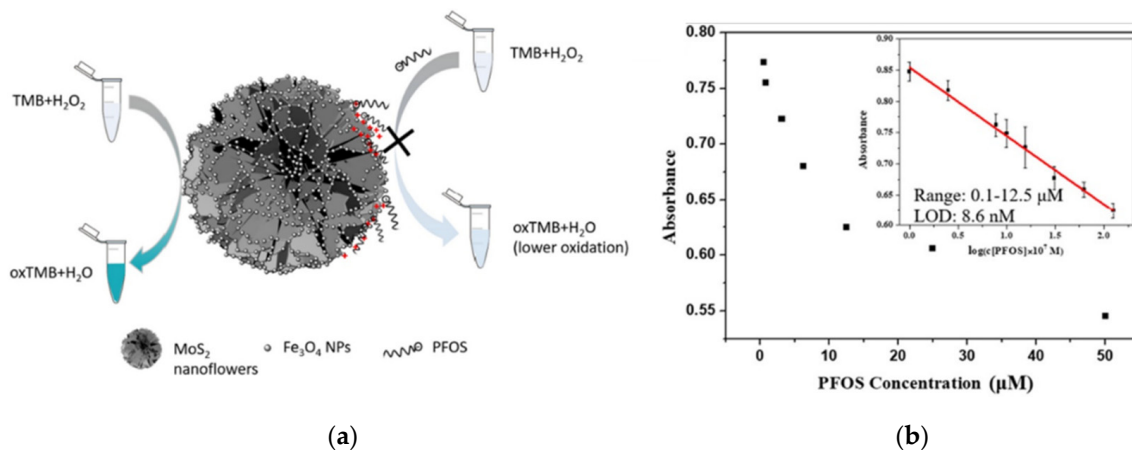 TMB+H₂O₂
PFOS
TMB+H₂O₂
oxTMB+H₂O
oxTMB+H₂O
(lower oxidation)
MoS₂
nanoflowers
Fe₃O₄ NPs
PFOS
(a)
0.80
0.75
0.70
0.65
0.60
0.55
Absorbance
0 10 20 30 40 50
PFOS Concentration (µM)
0.90
0.85
0.80
0.75
0.70
0.65
0.60
Absorbance
Range: 0.1-12.5 µM
LOD: 8.6 nM
0.0 0.5 1.0 1.5 2.0
log(c[PFOS]×10⁷ M)
(b)